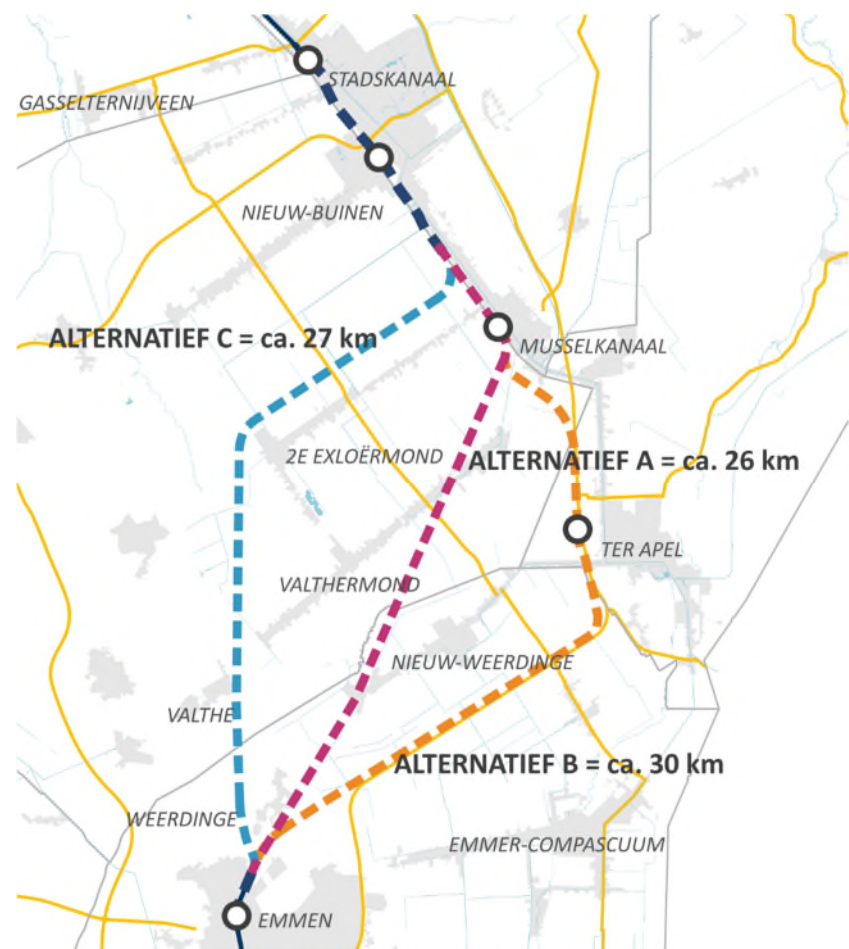 STADSKANAAL
GASSELTERNIJVEEN
NIEUW-BUINEN
ALTERNATIEF C = ca. 27 km
MUSSELKANAAL
2E EXLOËRMOND
ALTERNATIEF A = ca. 26 km
TER APEL
VALTHERMOND
NIEUW-WEERDINGE
VALTHE
ALTERNATIEF B = ca. 30 km
WEERDINGE
EMMER-COMPASCUUM
EMMEN